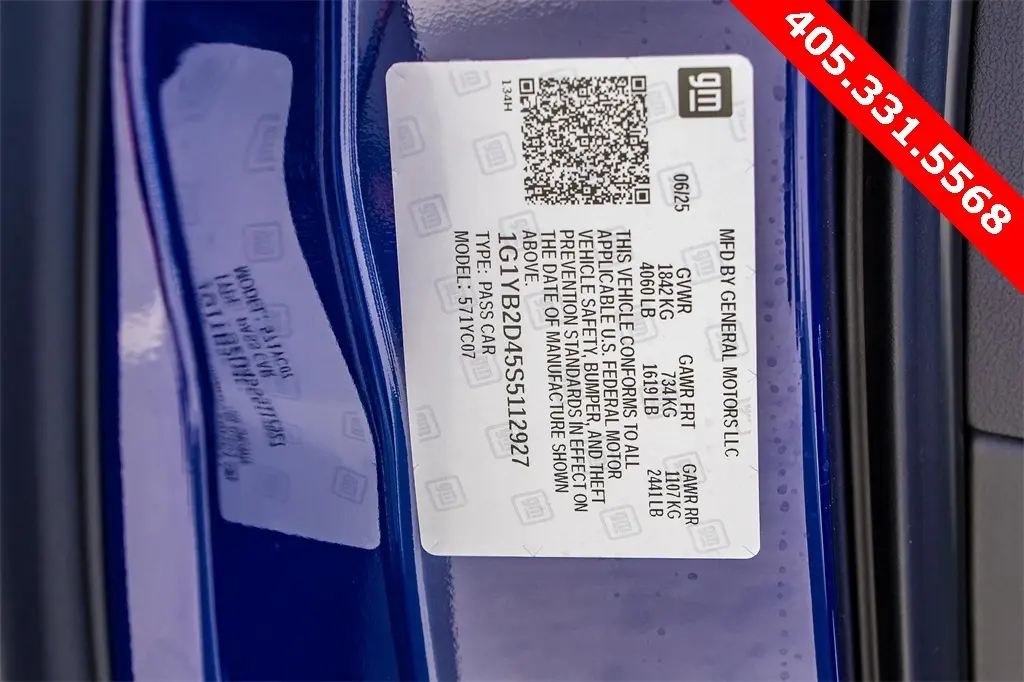 405.331.5568
gm
134H
06/25
MFD BY GENERAL MOTORS LLC
GVWR GAWR FRT GAWR RR
1842KG 734KG 1107KG
4060LB 1619LB 2441LB
THIS VEHICLE CONFORMS TO ALL
APPLICABLE U.S. FEDERAL MOTOR
VEHICLE SAFETY, BUMPER, AND THEFT
PREVENTION STANDARDS IN EFFECT ON
THE DATE OF MANUFACTURE SHOWN
ABOVE.
1G1YB2D45S5112927
TYPE: PASS CAR
MODEL: 571YC07